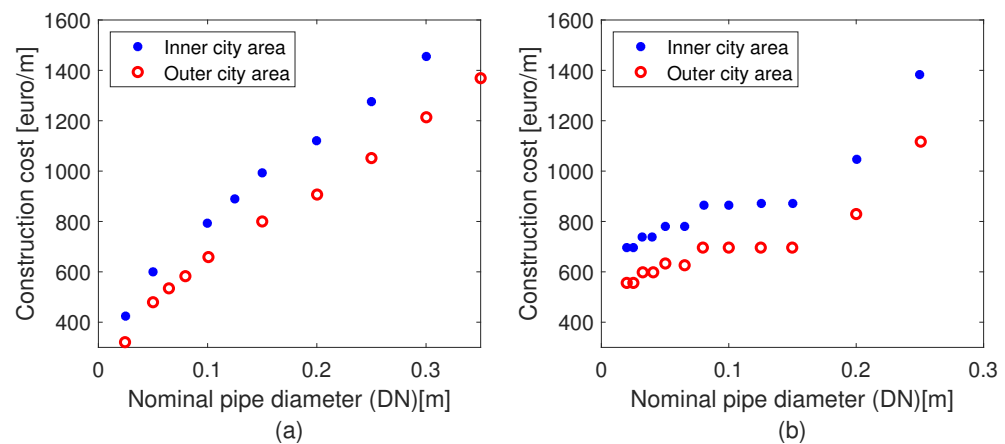 1600
1400
1200
1000
800
600
400
Construction cost [euro/m]
Inner city area
Outer city area
0
0.1
0.2
0.3
Nominal pipe diameter (DN)[m]
(a)
1600
1400
1200
1000
800
600
400
Construction cost [euro/m]
Inner city area
Outer city area
0
0.1
0.2
0.3
Nominal pipe diameter (DN)[m]
(b)